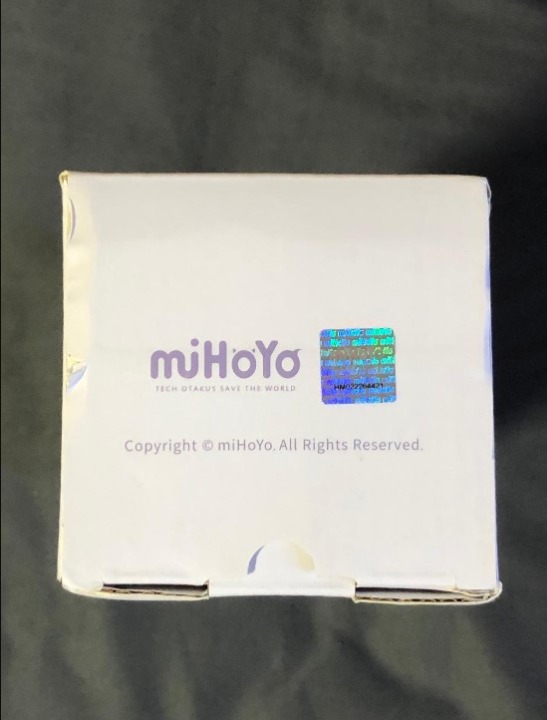 miHoYo
TECH OTAKUS SAVE THE WORLD
Copyright © miHoYo. All Rights Reserved.